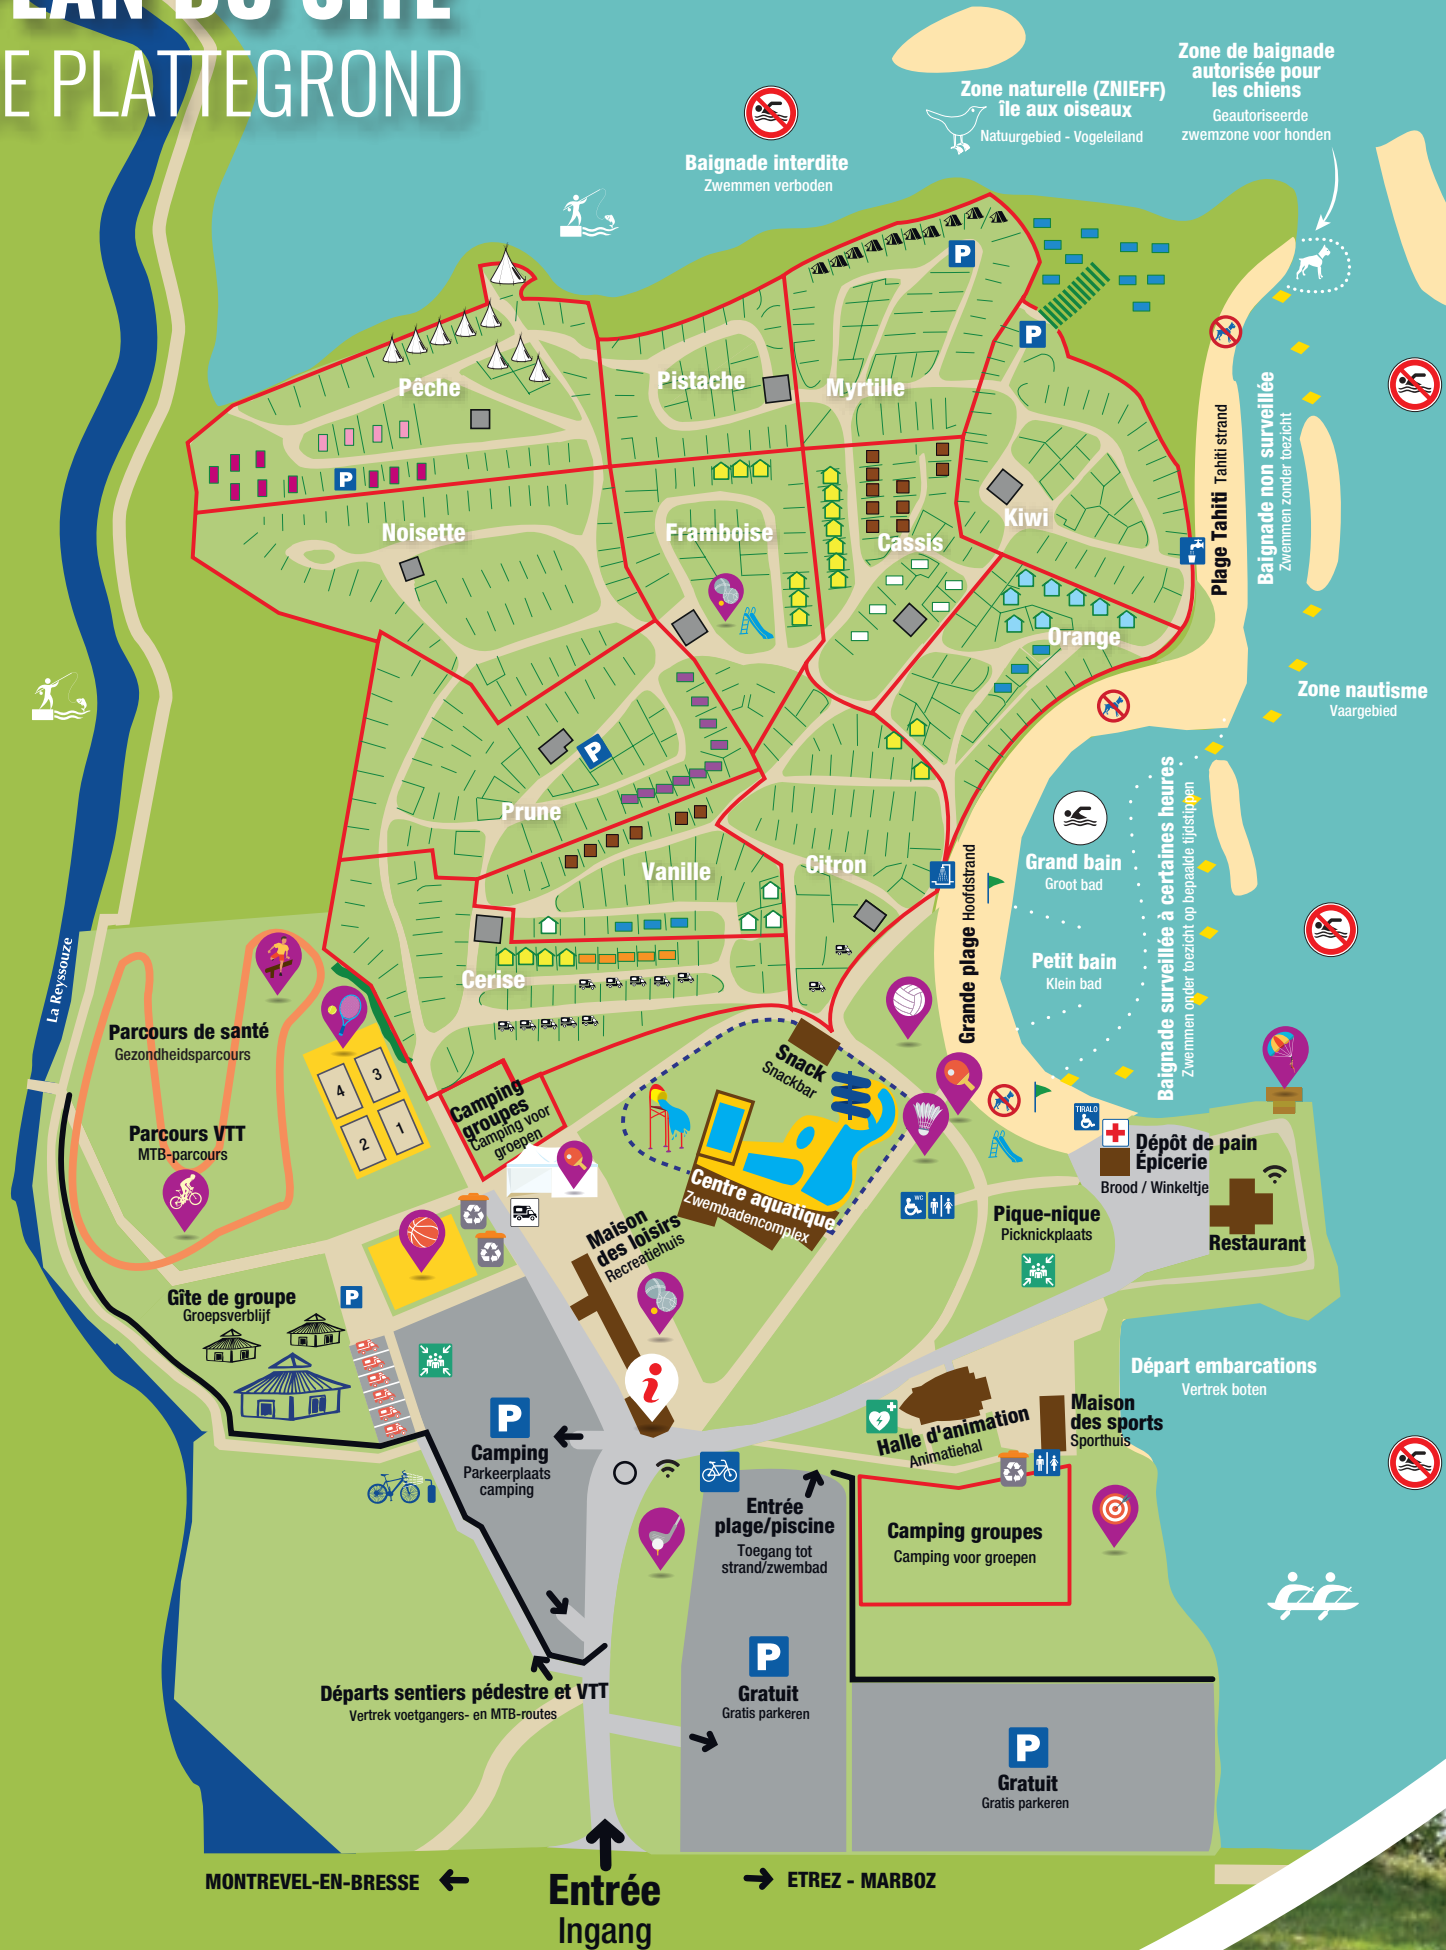 PLAN DU SITE
E PLATTEGROND
Zone de baignade
autorisée pour
les chiens
Geautoriseerde
zwemzone voor honden
Zone naturelle (ZNIEFF)
île aux oiseaux
Natuurgebied - Vogeleiland
Baignade interdite
Zwemmen verboden
P
P
Pêche
Pistache
Myrtille
P
Noisette
Framboise
Cassis
Kiwi
Orange
Plage Tahiti Tahiti strand
Baignade non surveillée
Zwemmen zonder toezicht
Zone nautisme
Vaargebied
P
Prune
Vanille
Citron
Cerise
Grand bain
Groot bad
Petit bain
Klein bad
Grande plage Hoofdstrand
Baignade surveillée à certaines heures
Zwemmen onder toezicht op bepaalde tijdstippen
La Reyssouze
Parcours de santé
Gezondheidsparcours
Parcours VTT
MTB-parcours
4
3
2
1
Camping
groupes
Camping voor
groepen
Snack
Snackbar
Centre aquatique
Zwembadencomplex
TIRALO
Dépôt de pain
Épicerie
Brood / Winkeltje
WC
Pique-nique
Picknickplaats
Restaurant
Maison
des loisirs
Recreatiehuis
Gîte de groupe
Groepsverblijf
P
i
Départ embarcations
Vertrek boten
P
Camping
Parkeerplaats
camping
Halle d'animation
Animatiehal
Maison
des sports
Sporthuis
Entrée
plage/piscine
Toegang tot
strand/zwembad
Camping groupes
Camping voor groepen
Départs sentiers pédestre et VTT
Vertrek voetgangers- en MTB-routes
P
Gratuit
Gratis parkeren
P
Gratuit
Gratis parkeren
MONTREVEL-EN-BRESSE
ETREZ - MARBOZ
Entrée
Ingang